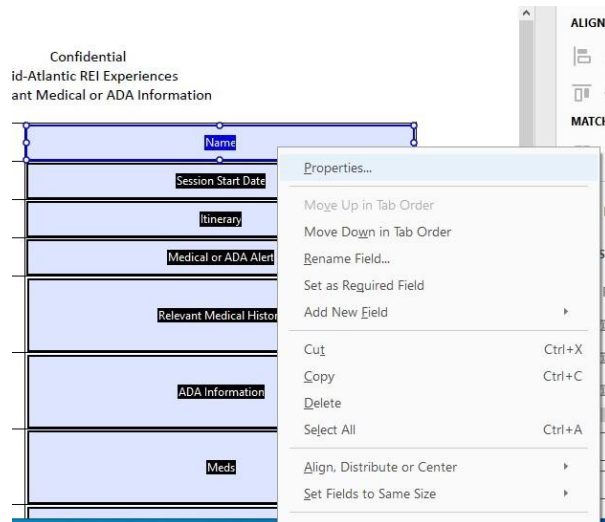 Confidential
id-Atlantic REI Experiences
ant Medical or ADA Information
Name
Session Start Date
Itinerary
Medical or ADA Alert
Relevant Medical Histor
ADA Information
Meds
Properties...
Move Up in Tab Order
Move Down in Tab Order
Rename Field...
Set as Required Field
Add New Field
Cut Ctrl+X
Copy Ctrl+C
Delete
Select All Ctrl+A
Align, Distribute or Center
Set Fields to Same Size
ALIGN
MATCH